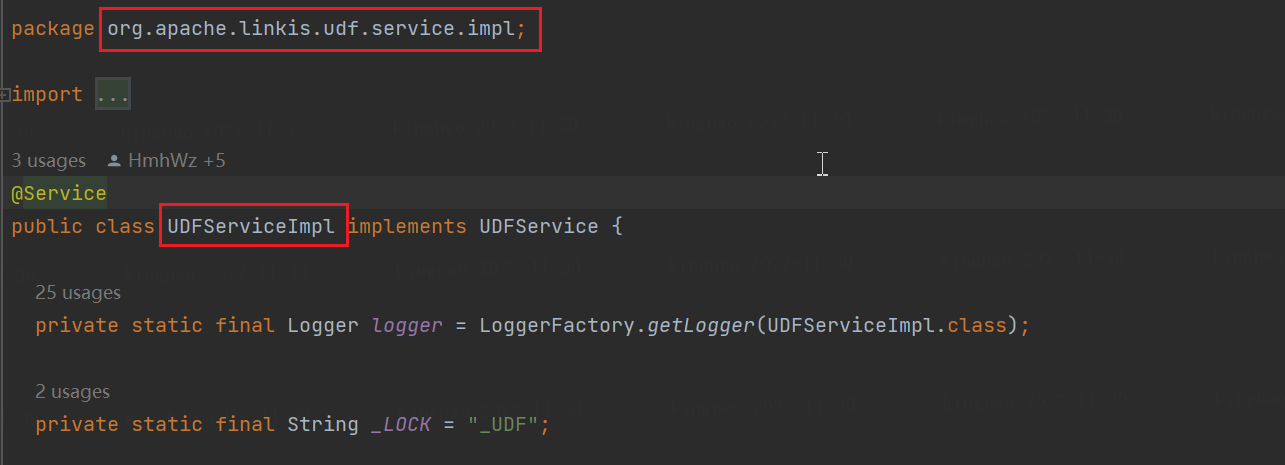 package org.apache.linkis.udf.service.impl;
import ...
3 usages HmhWz +5
@Service
public class UDFServiceImpl implements UDFService {
25 usages
private static final Logger logger = LoggerFactory.getLogger(UDFServiceImpl.class);
2 usages
private static final String _LOCK = "_UDF";